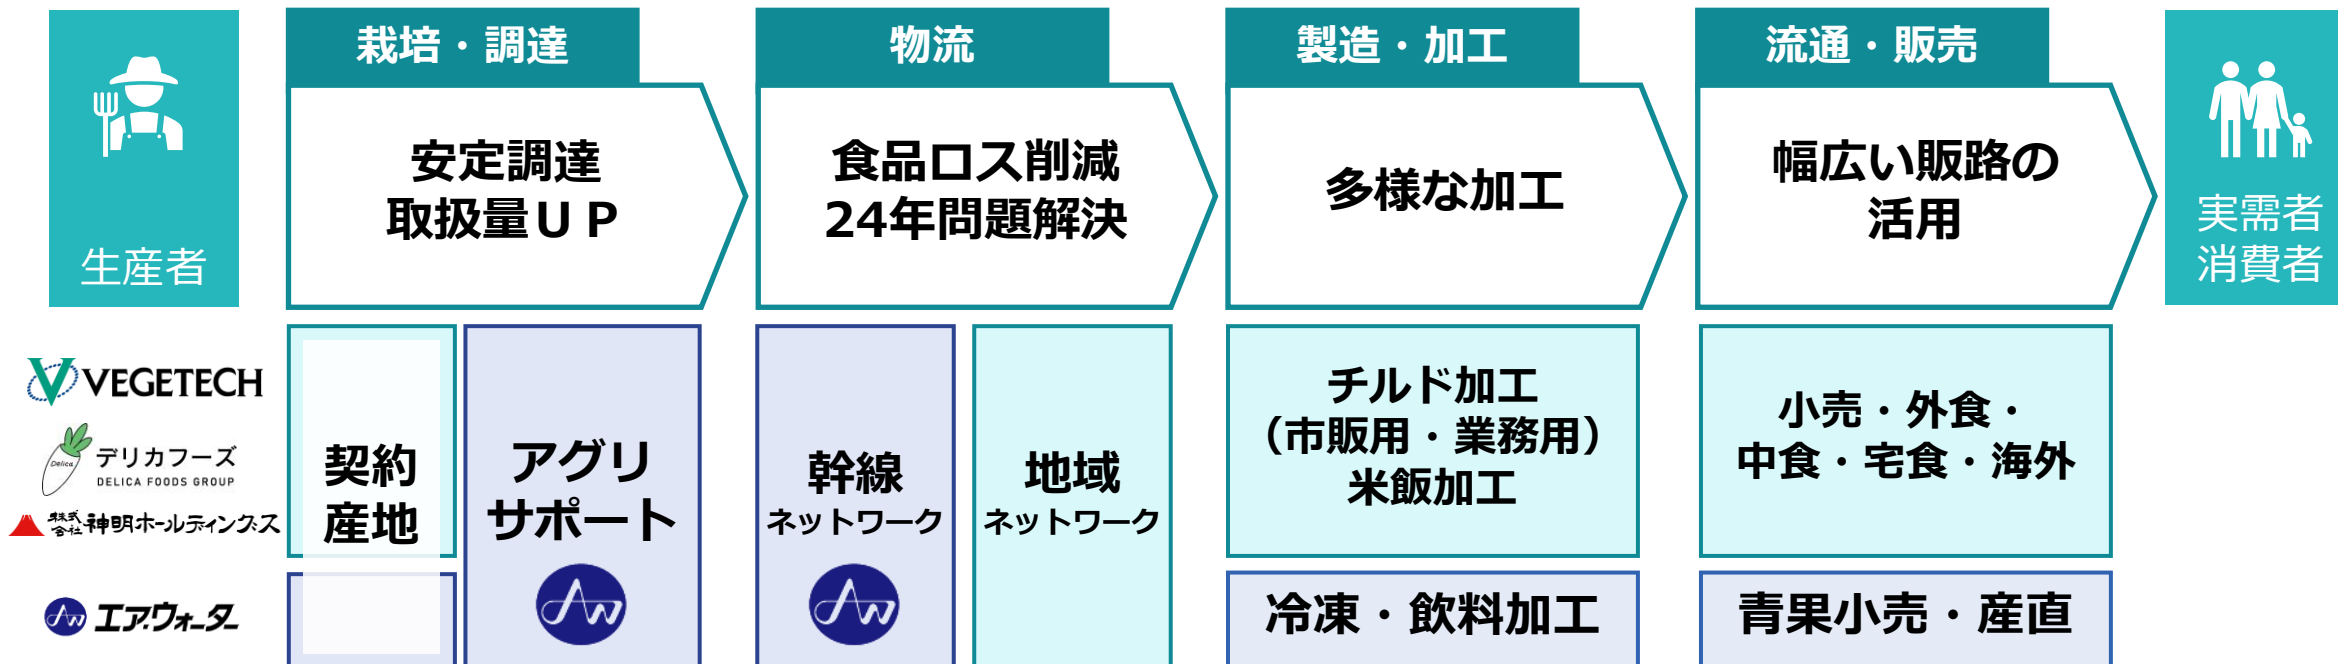 栽培・調達
物流
製造・加工
流通・販売
生産者
安定調達
取扱量UP
食品ロス削減
24年問題解決
多様な加工
幅広い販路の
活用
実需者
消費者
VEGETECH
Delica
デリカフーズ
DELICA FOODS GROUP
株式会社神明ホールディングス
エア・ウォーター
契約
産地
アグリ
サポート
AW
幹線
ネットワーク
AW
地域
ネットワーク
チルド加工
（市販用・業務用）
米飯加工
小売・外食・
中食・宅食・海外
冷凍・飲料加工
青果小売・産直